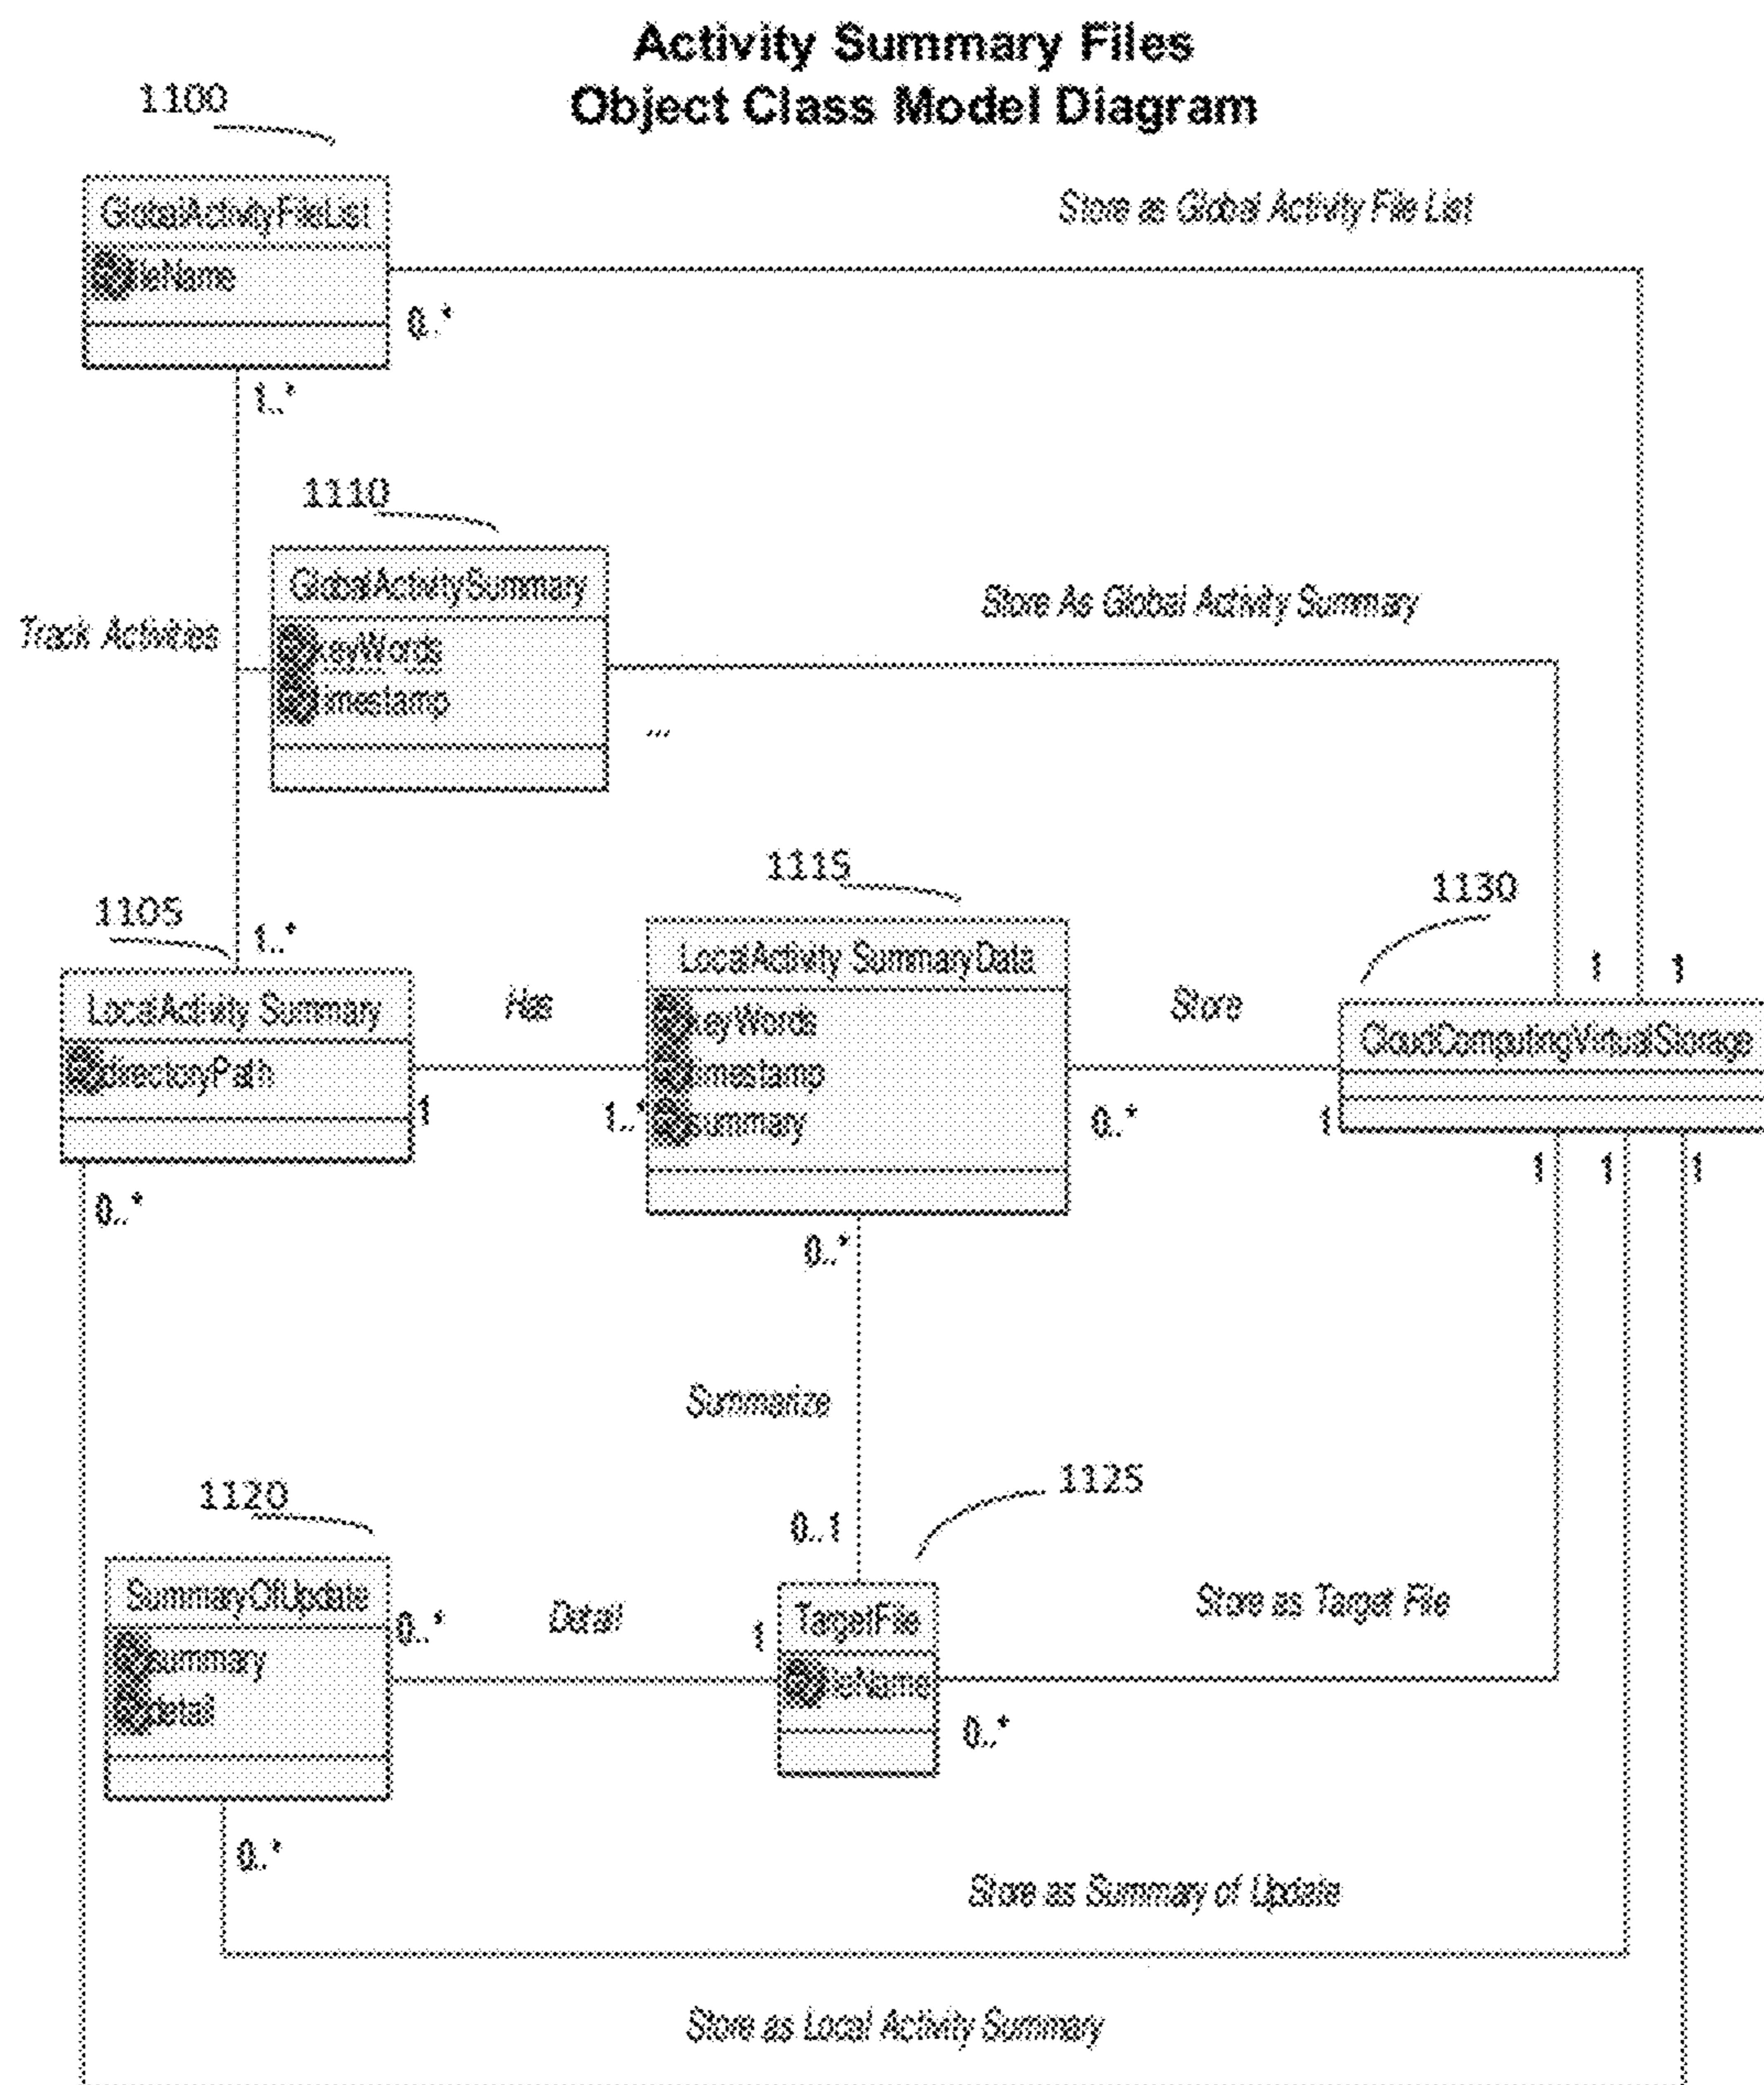 Activity Summary Files
Object Class Model Diagram
1100
GlobalActivityFileList
fileName
Store as Global Activity File List
0..*
1..*
1110
GlobalActivitySummary
keyWords
timestamp
Store As Global Activity Summary
Track Activities
...
1115
1130
1105
1..*
1
1
LocalActivity Summary
directoryPath
Has
LocalActivity SummaryData
keyWords
timestamp
summary
Store
CloudComputingVirtualStorage
1
1..*
0..*
1
1
1
1
0..*
0..*
Summarize
1120
1125
0..1
SummaryOfUpdate
summary
detail
0..*
Detail
1
TargetFile
fileName
Store as Target File
0..*
0..*
Store as Summary of Update
Store as Local Activity Summary